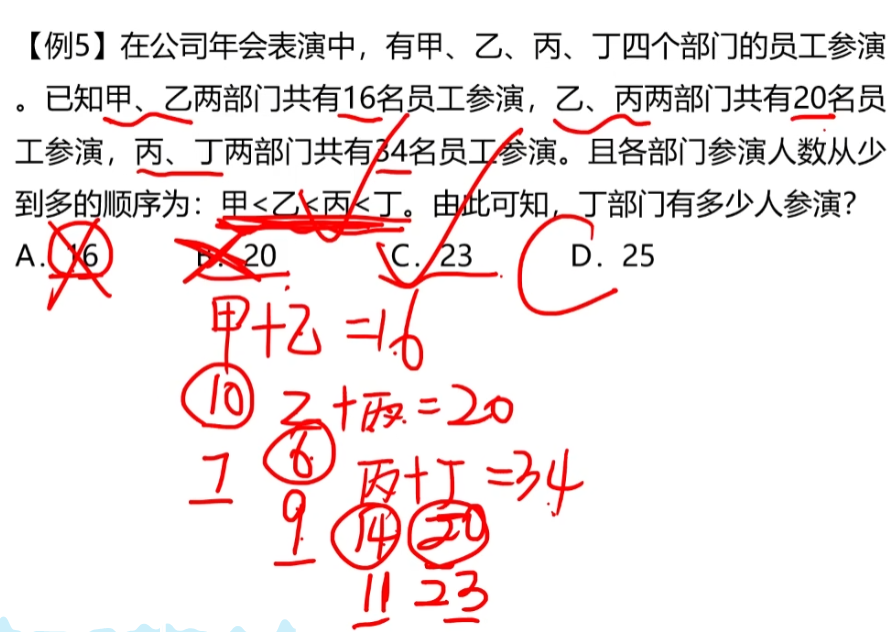 【例5】在公司年会表演中，有甲、乙、丙、丁四个部门的员工参演
。已知甲、乙两部门共有16名员工参演，乙、丙两部门共有20名员
工参演，丙、丁两部门共有34名员工参演。且各部门参演人数从少
到多的顺序为：甲<乙<丙<丁。由此可知，丁部门有多少人参演？
A. 16 B. 20 C. 23 D. 25
甲+乙=16
10 乙+丙=20
7 6 丙+丁=34
9 14 20
11 23